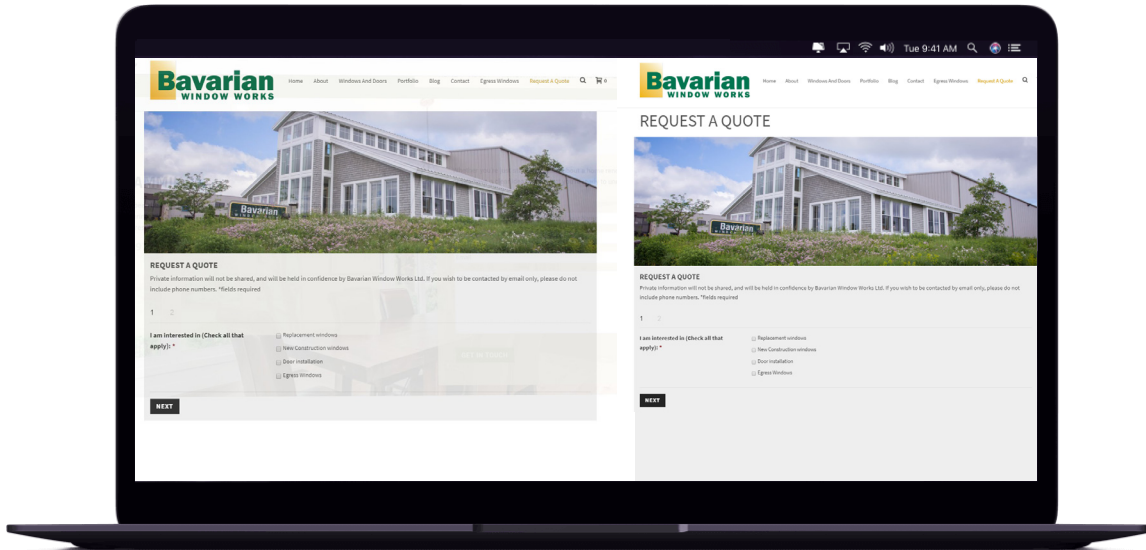 Tue 9:41 AM
Bavarian
WINDOW WORKS
Home About Windows And Doors Portfolio Blog Contact Egress Windows Request A Quote 0
Bavarian
REQUEST A QUOTE
Private information will not be shared, and will be held in confidence by Bavarian Window Works Ltd. If you wish to be contacted by email only, please do not
include phone numbers. *fields required
1 2
I am interested in (Check all that
apply): *
Replacement windows
New Construction windows
Door installation
Egress Windows
NEXT
Bavarian
WINDOW WORKS
Home About Windows And Doors Portfolio Blog Contact Egress Windows Request A Quote
REQUEST A QUOTE
Bavarian
REQUEST A QUOTE
Private information will not be shared, and will be held in confidence by Bavarian Window Works Ltd. If you wish to be contacted by email only, please do not
include phone numbers. *fields required
1 2
I am interested in (Check all that
apply): *
Replacement windows
New Construction windows
Door installation
Egress Windows
NEXT